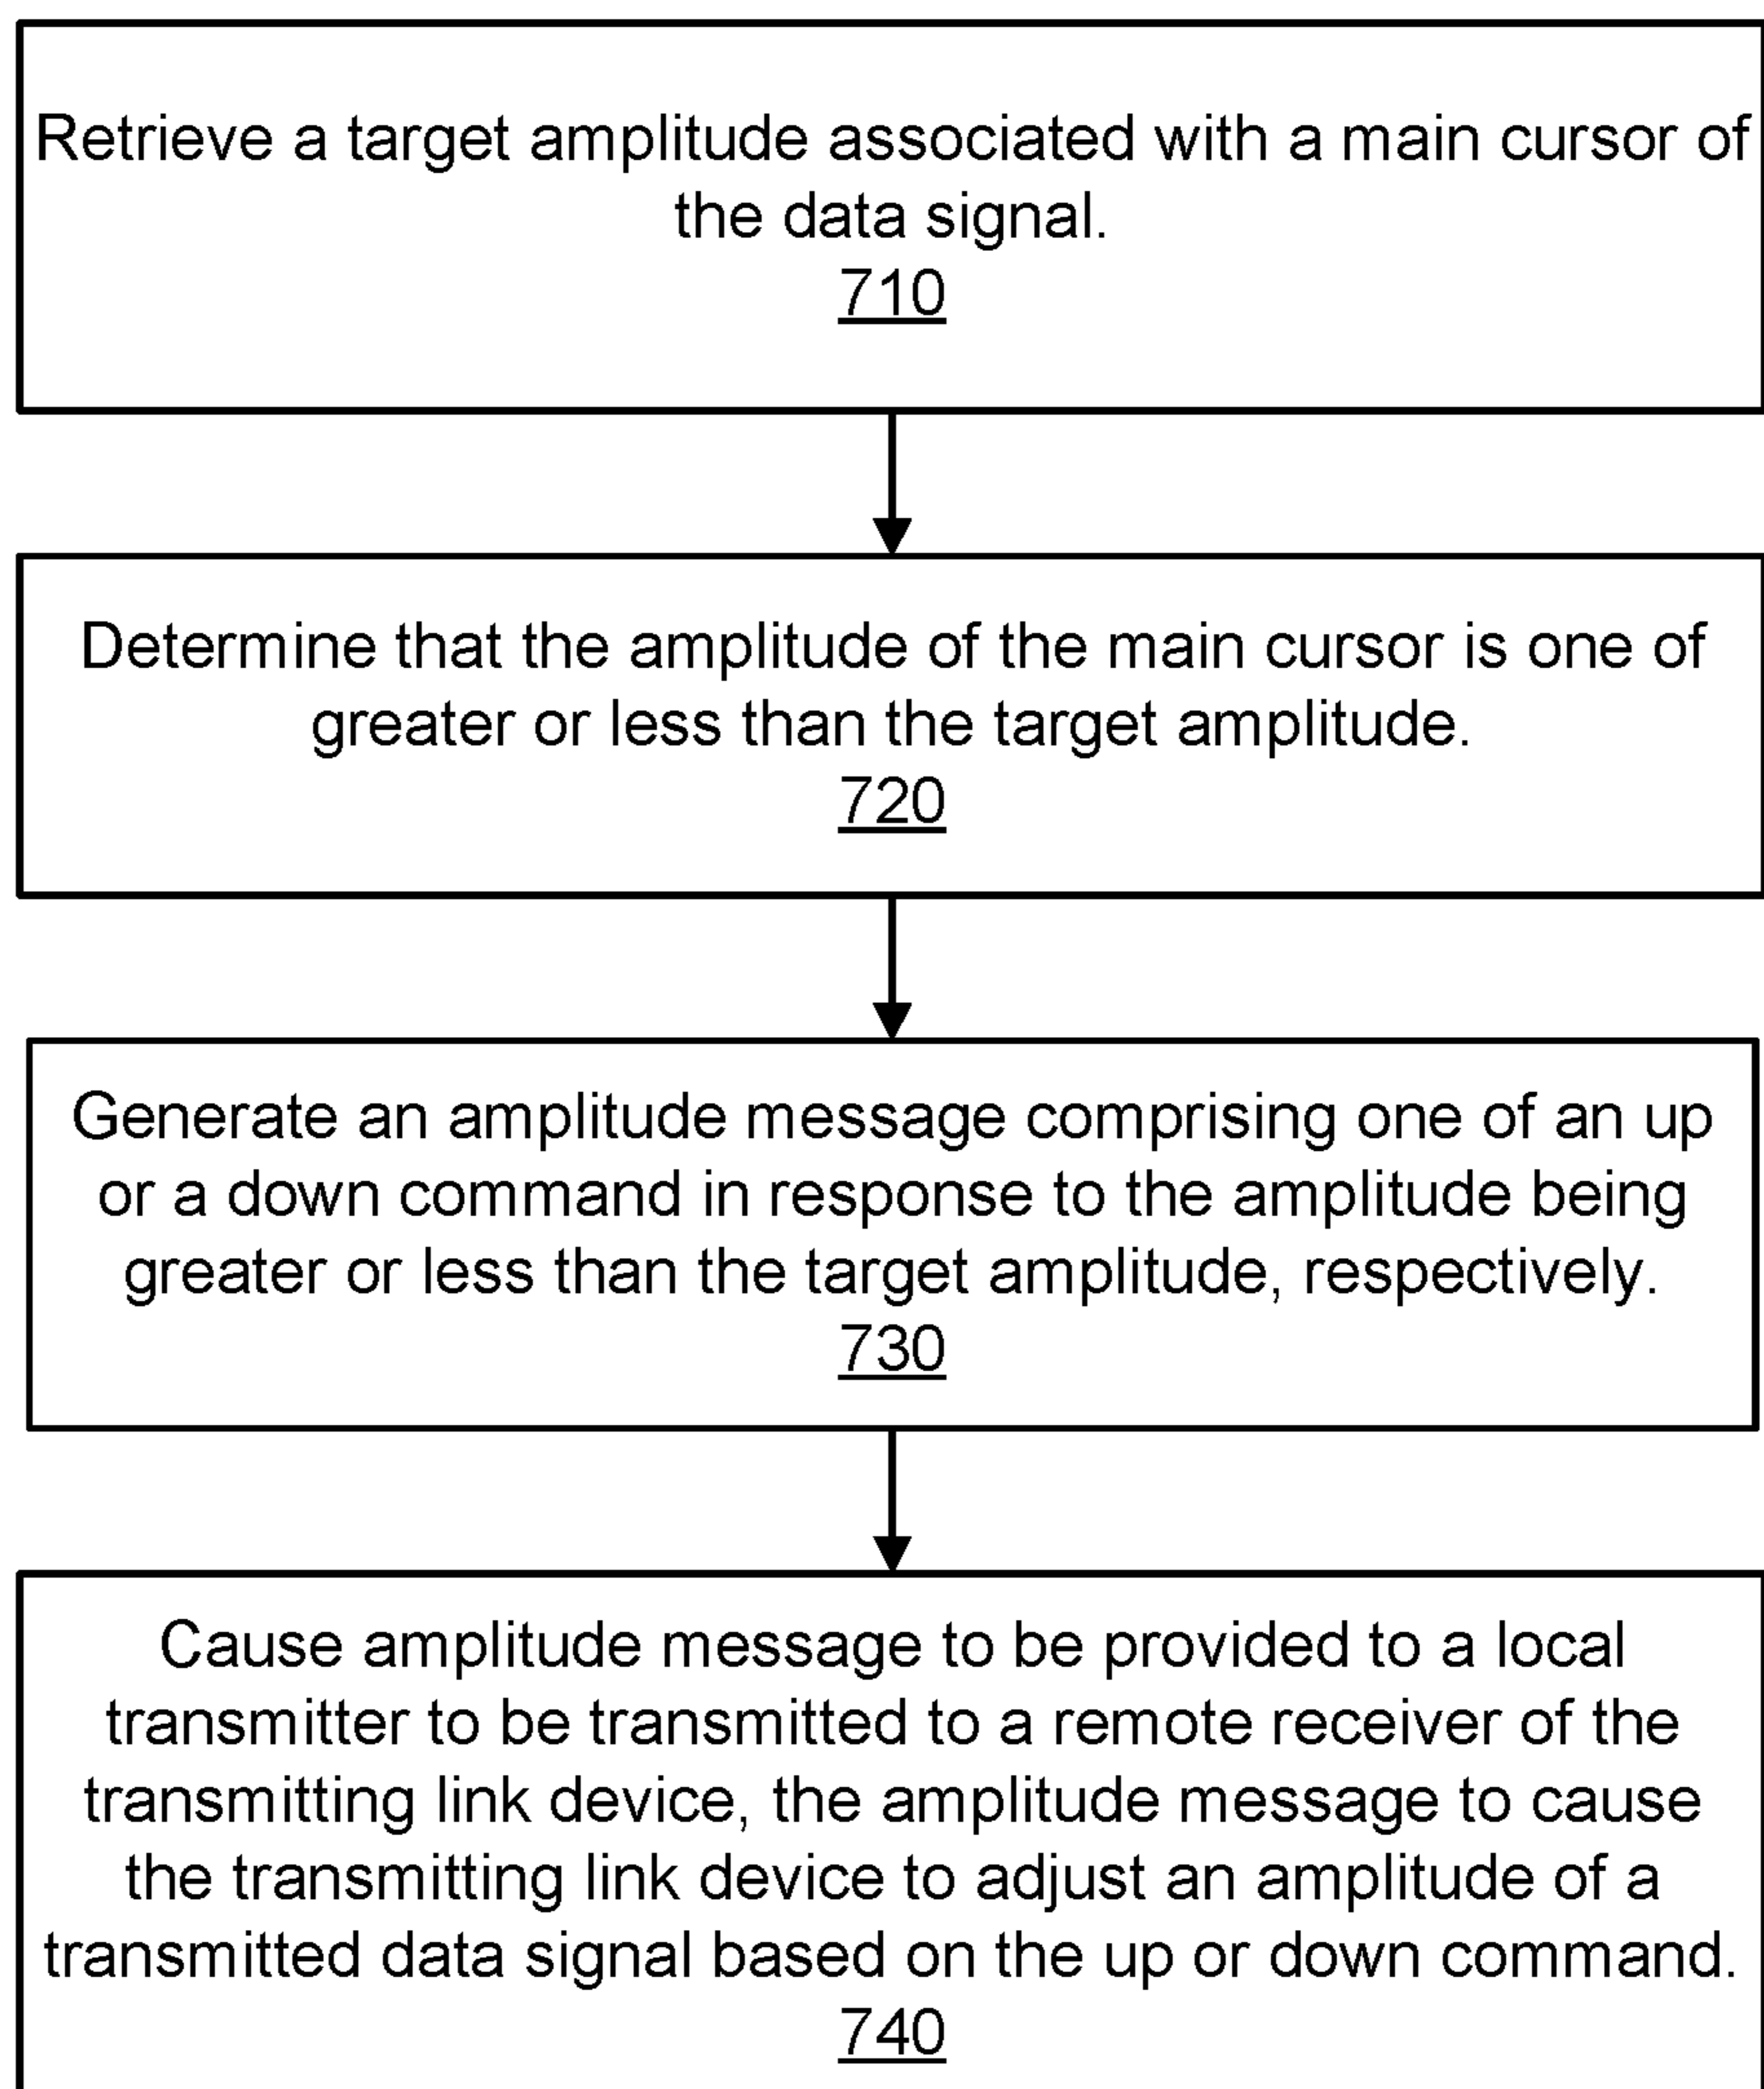 Retrieve a target amplitude associated with a main cursor of
the data signal.
710
Determine that the amplitude of the main cursor is one of
greater or less than the target amplitude.
720
Generate an amplitude message comprising one of an up
or a down command in response to the amplitude being
greater or less than the target amplitude, respectively.
730
Cause amplitude message to be provided to a local
transmitter to be transmitted to a remote receiver of the
transmitting link device, the amplitude message to cause
the transmitting link device to adjust an amplitude of a
transmitted data signal based on the up or down command.
740